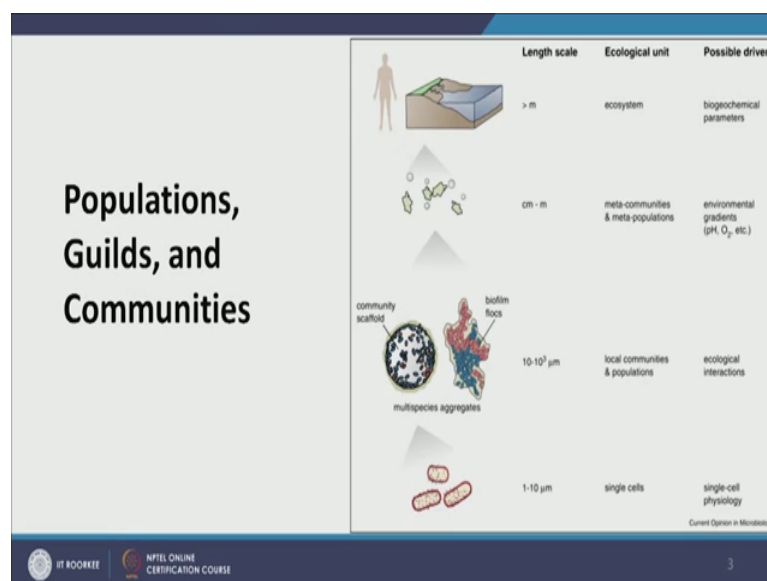 Populations,
Guilds, and
Communities
Length scale
Ecological unit
Possible drive
> m
ecosystem
biogeochemical
parameters
cm - m
meta-communities
& meta-populations
environmental
gradients
(pH, O2, etc.)
community
scaffold
biofilm
flocs
multispecies aggregates
10-10³ μm
local communities
& populations
ecological
interactions
1-10 μm
single cells
single-cell
physiology
Current Opinion in Microbiolo
IIT ROORKEE
NPTEL ONLINE
CERTIFICATION COURSE
3